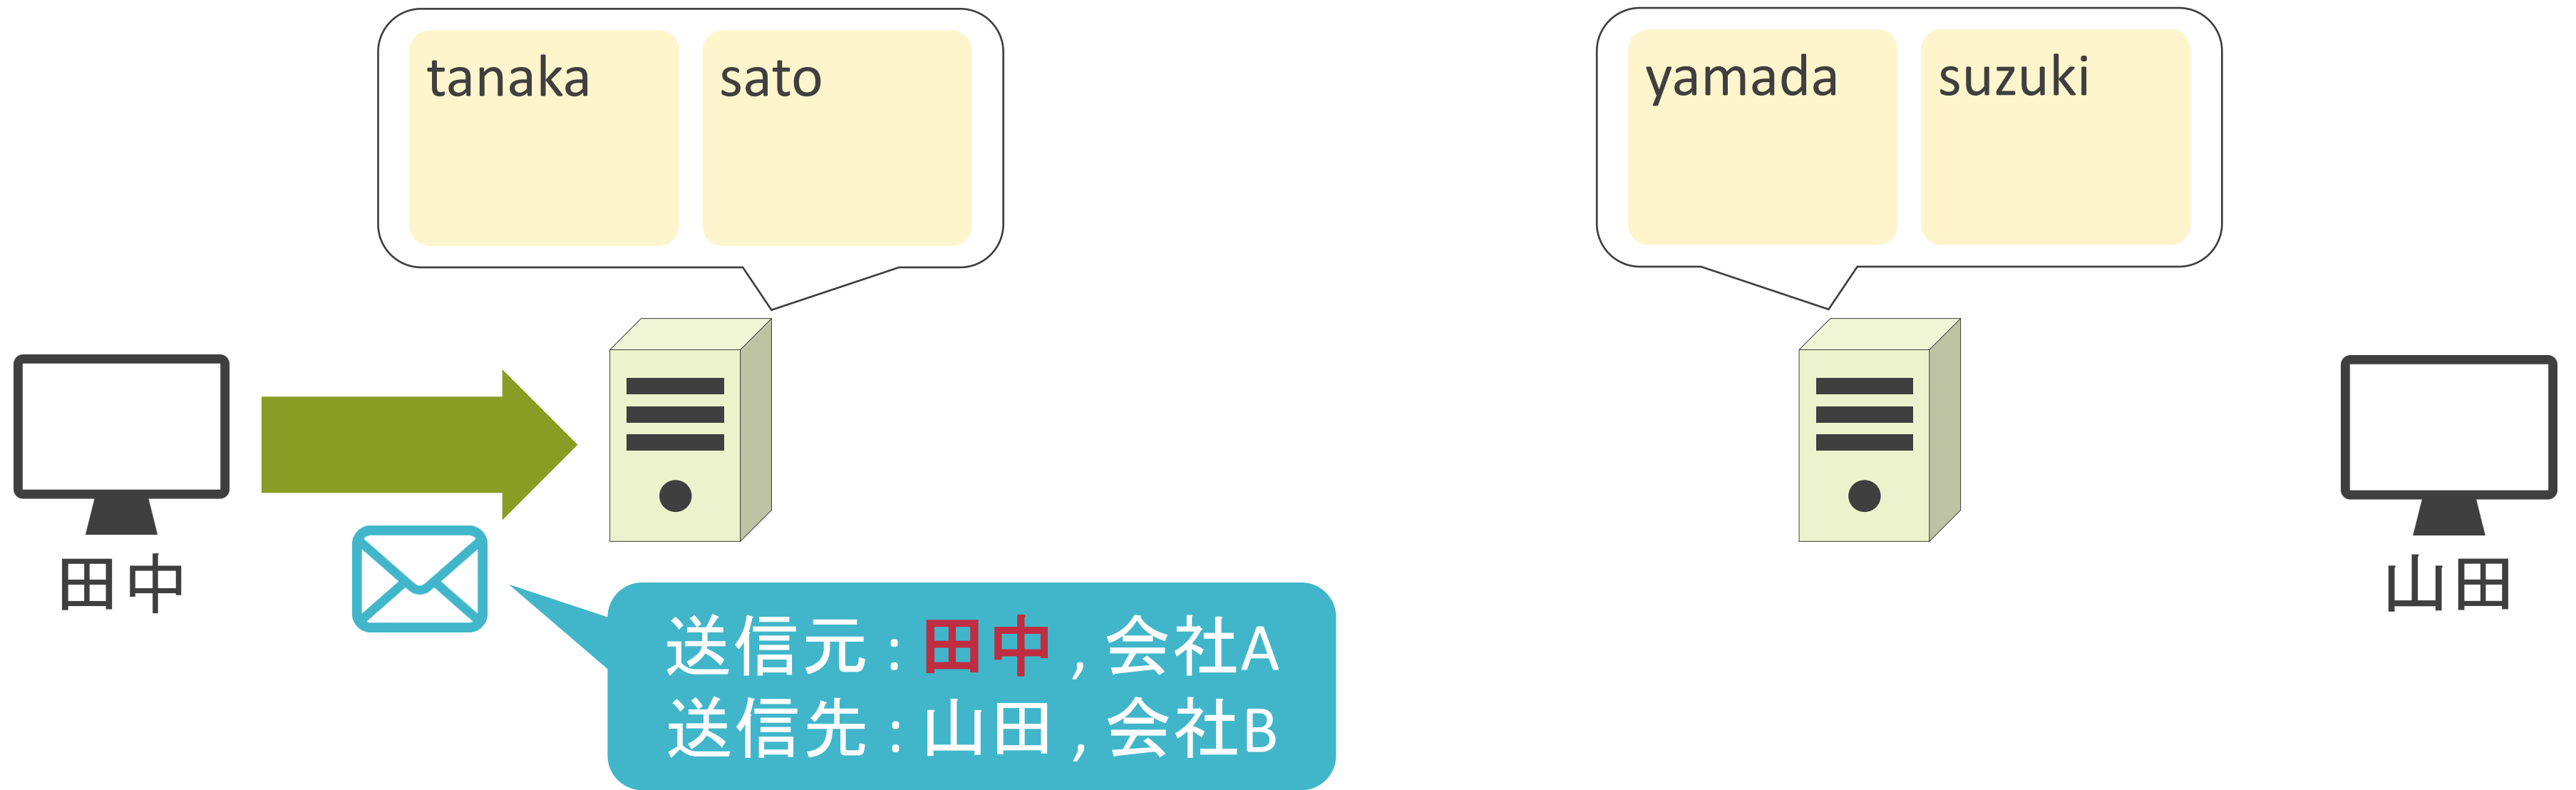 tanaka
sato
yamada
suzuki
田中
山田
送信元 : 田中 , 会社A
送信先 : 山田 , 会社B